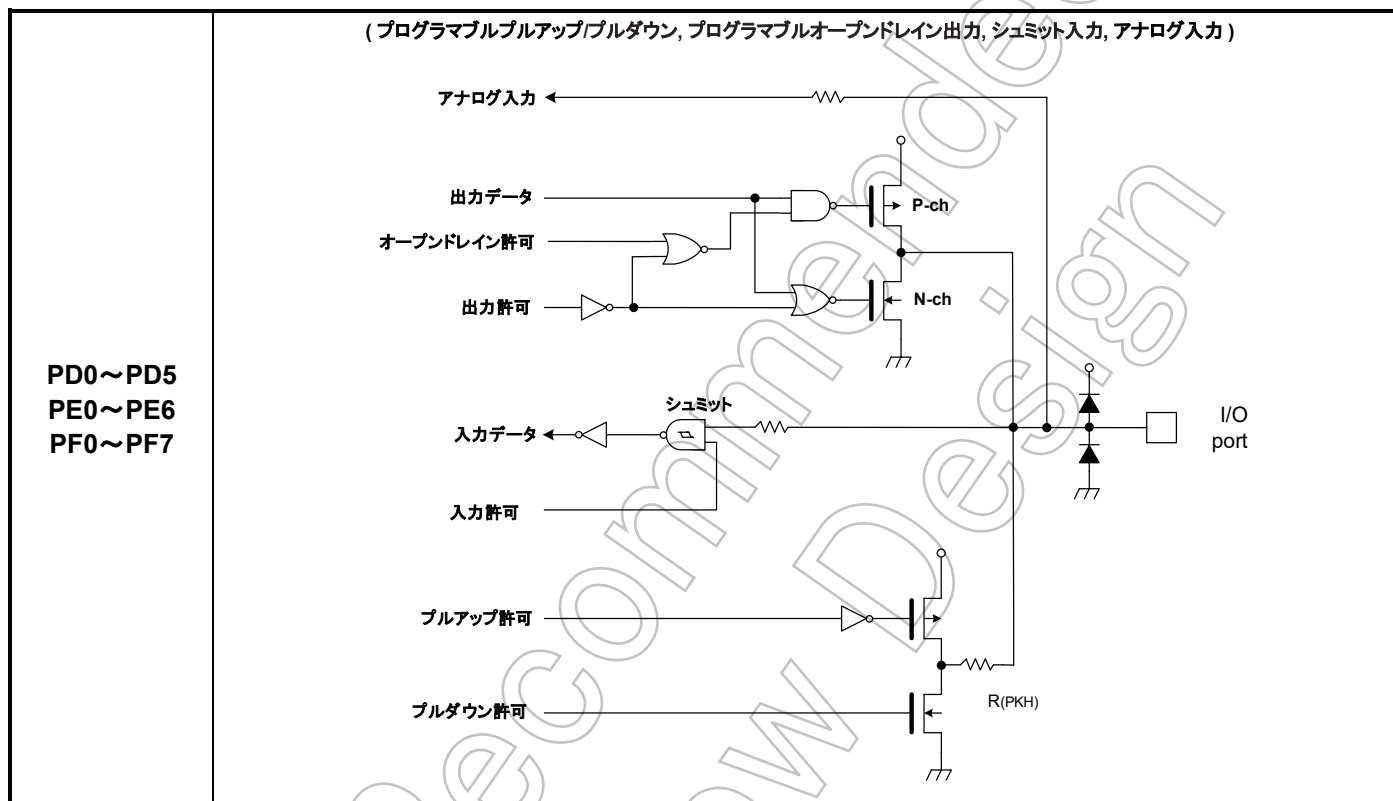 ( プログラマブルプルアップ/プルダウン, プログラマブルオープンドレイン出力, シュミット入力, アナログ入力 )
アナログ入力
出力データ
P-ch
オープンドレイン許可
出力許可
N-ch
PD0～PD5
PE0～PE6
PF0～PF7
シュミット
入力データ
I/O
port
入力許可
プルアップ許可
プルダウン許可
R(PKH)
Recommended
New Design